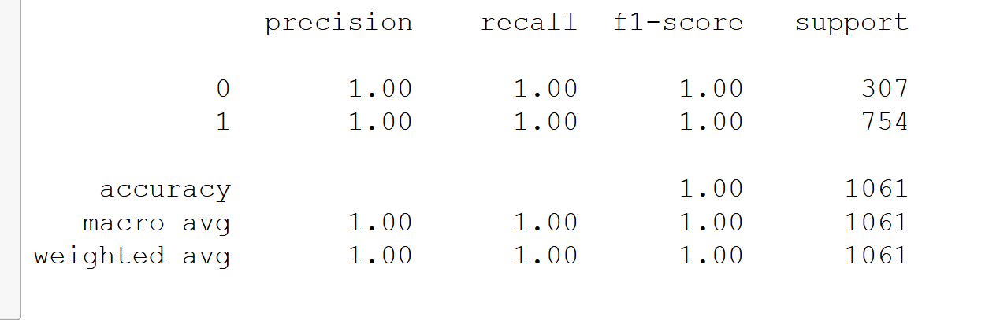 precision recall f1-score support
0 1.00 1.00 1.00 307
1 1.00 1.00 1.00 754
accuracy 1.00 1061
macro avg 1.00 1.00 1.00 1061
weighted avg 1.00 1.00 1.00 1061